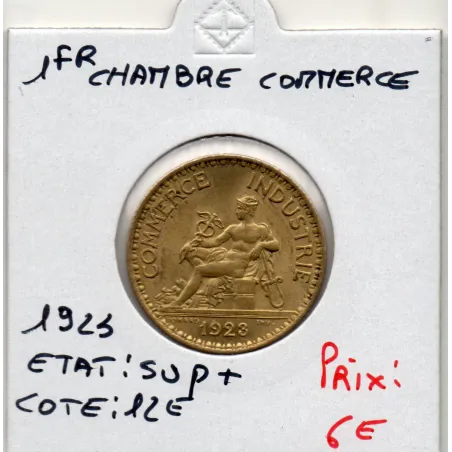 1FR CHAMBRE COMMERCE
COMMERCE INDUSTRIE
1923
1923
ETAT: SUP+
COTE: 12E
Prix:
6E